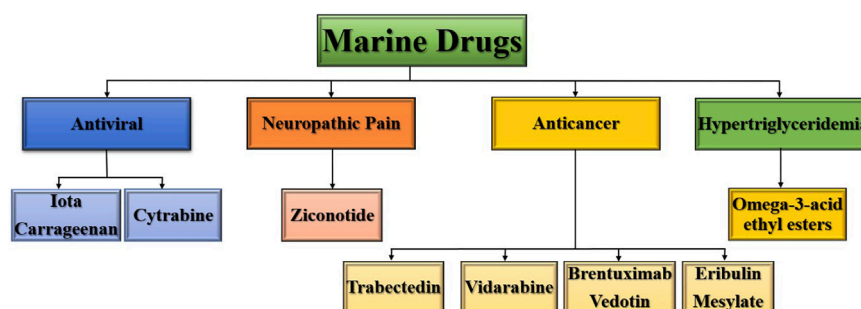 Marine Drugs
Antiviral
Neuropathic Pain
Anticancer
Hypertriglyceridemia
Iota
Carrageenan
Cytrabine
Ziconotide
Omega-3-acid
ethyl esters
Trabectedin
Vidarabine
Brentuximab
Vedotin
Eribulin
Mesylate